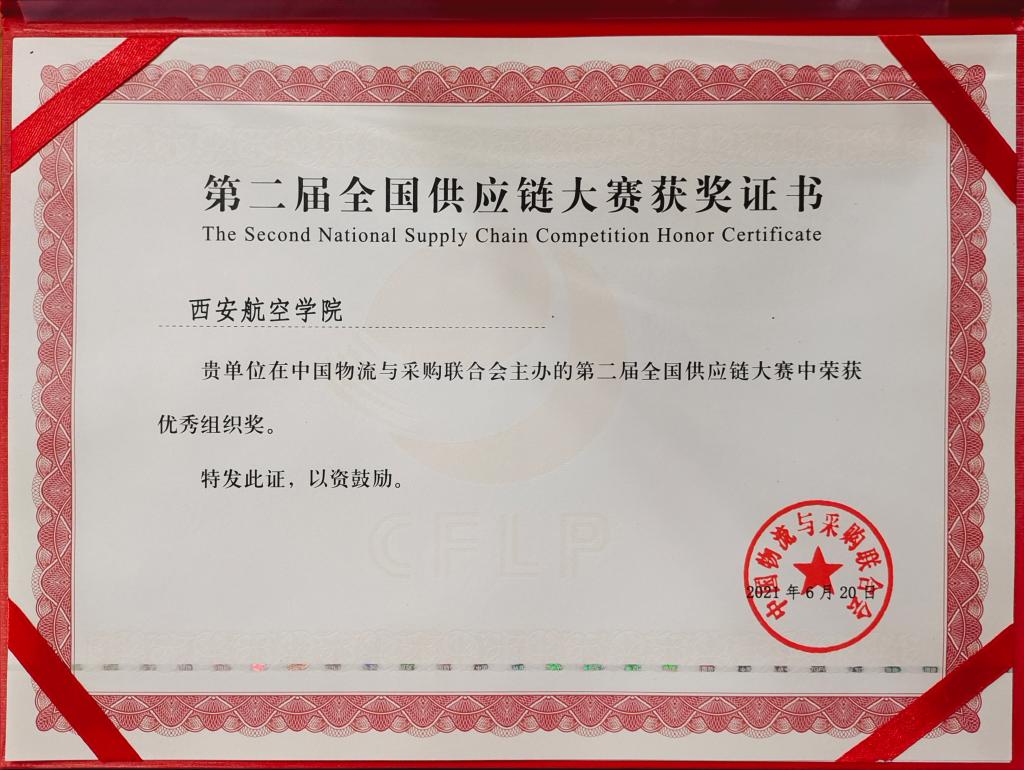 第二届全国供应链大赛获奖证书
The Second National Supply Chain Competition Honor Certificate
西安航空学院
贵单位在中国物流与采购联合会主办的第二届全国供应链大赛中荣获
优秀组织奖。
特发此证，以资鼓励。
CFLP
中国物流与采购联合会
2021年6月20日